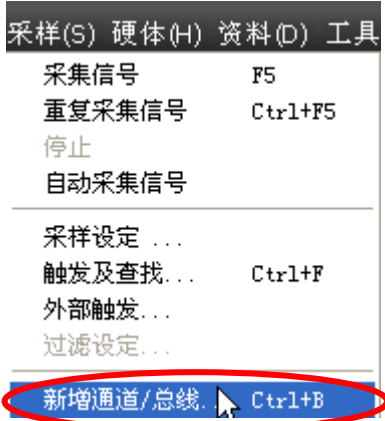 采样(S) 硬体(H) 资料(D) 工具
采集信号 F5
重复采集信号 Ctrl+F5
停止
自动采集信号
采样设定 ...
触发及查找... Ctrl+F
外部触发...
过滤设定...
新增通道/总线. Ctrl+B